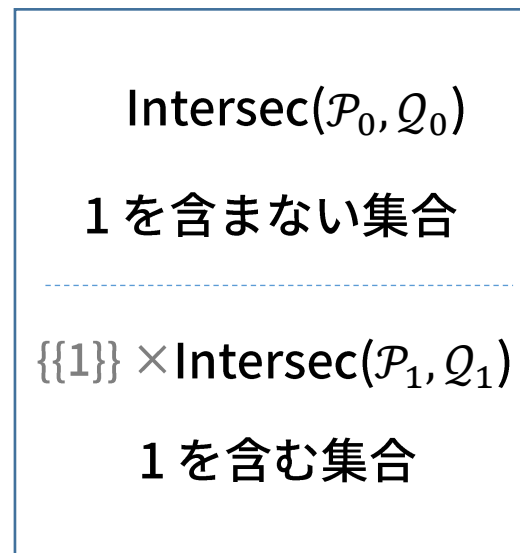 Intersec(𝒫₀, 𝒬₀)
1 を含まない集合
{{1}} ×Intersec(𝒫₁, 𝒬₁)
1 を含む集合